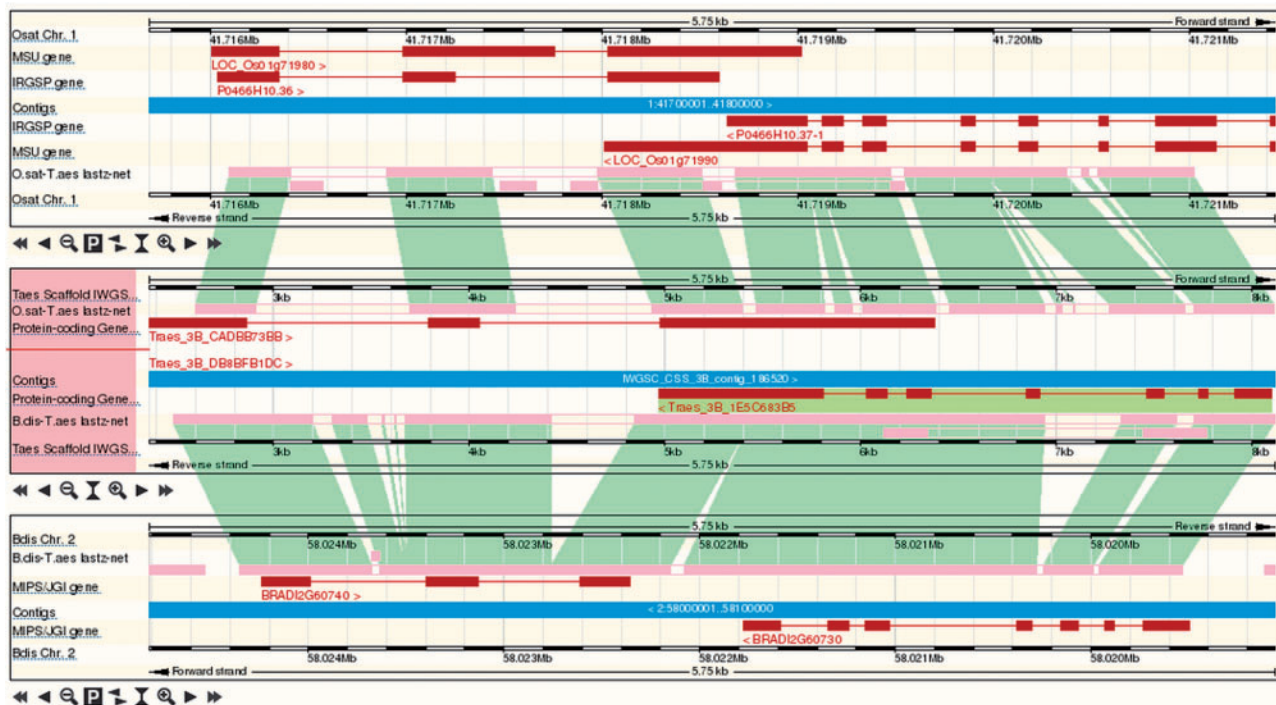 5.75 kb Forward strand
Osat Chr. 1
41.716Mb 41.717Mb 41.718Mb 41.719Mb 41.720Mb 41.721Mb
MSU gene
LOC_Os01g71980 >
IRGSP gene
P0466H10.36 >
Contigs 1:41700001..41800000 >
IRGSP gene
< P0466H10.37-1
MSU gene
< LOC_Os01g71990
O.sat-T.aes lastz-net
Osat Chr. 1 41.716Mb 41.717Mb 41.718Mb 41.719Mb 41.720Mb 41.721Mb
Reverse strand 5.75 kb
P
5.75 kb Forward strand
Taes Scaffold IWGS... 3kb 4kb 5kb 6kb 7kb 8kb
O.sat-T.aes lastz-net
Protein-coding Gene...
Traes_3B_CADBB73BB >
Traes_3B_DB8BFB1DC >
Contigs IWGSC_CSS_3B_contig_186520 >
Protein-coding Gene...
< Traes_3B_1E5C683B5
B.dis-T.aes lastz-net
Taes Scaffold IWGS... 3kb 4kb 5kb 6kb 7kb 8kb
Reverse strand 5.75 kb
5.75 kb Reverse strand
Bdis Chr. 2
58.024Mb 58.023Mb 58.022Mb 58.021Mb 58.020Mb
B.dis-T.aes lastz-net
MIPS/JGI gene
BRADI2G60740 >
Contigs < 2:58000001..58100000
MIPS/JGI gene
< BRADI2G60730
Bdis Chr. 2
58.024Mb 58.023Mb 58.022Mb 58.021Mb 58.020Mb
Forward strand 5.75 kb
P